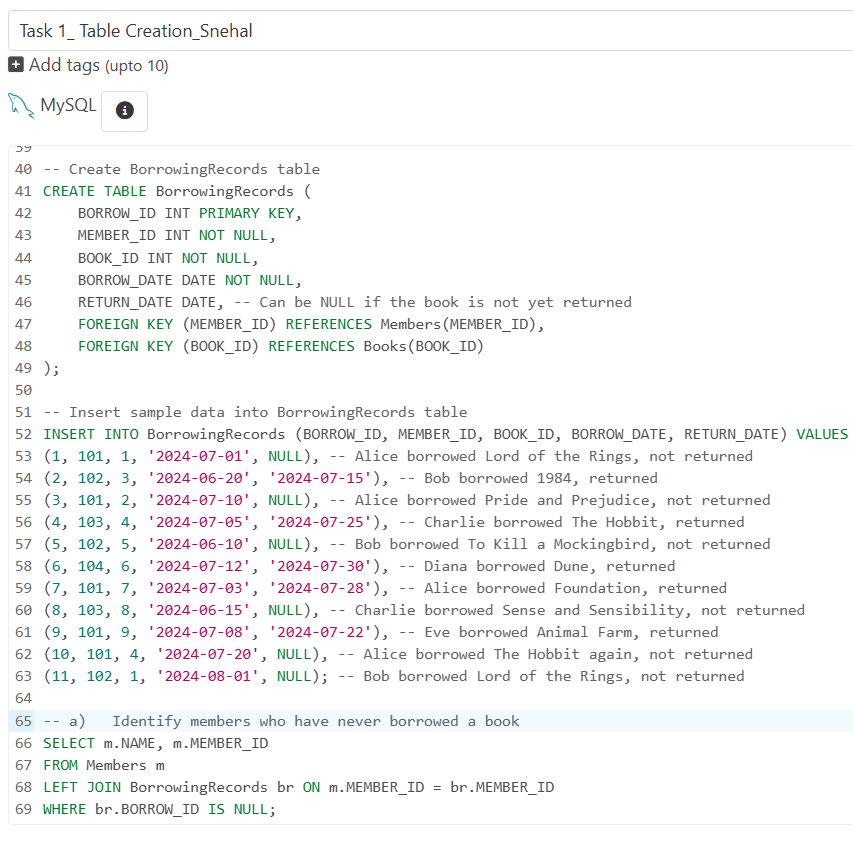 Task 1_ Table Creation_Snehal
Add tags (upto 10)
MySQL
39
40 -- Create BorrowingRecords table
41 CREATE TABLE BorrowingRecords (
42     BORROW_ID INT PRIMARY KEY,
43     MEMBER_ID INT NOT NULL,
44     BOOK_ID INT NOT NULL,
45     BORROW_DATE DATE NOT NULL,
46     RETURN_DATE DATE, -- Can be NULL if the book is not yet returned
47     FOREIGN KEY (MEMBER_ID) REFERENCES Members(MEMBER_ID),
48     FOREIGN KEY (BOOK_ID) REFERENCES Books(BOOK_ID)
49 );
50
51 -- Insert sample data into BorrowingRecords table
52 INSERT INTO BorrowingRecords (BORROW_ID, MEMBER_ID, BOOK_ID, BORROW_DATE, RETURN_DATE) VALUES
53 (1, 101, 1, '2024-07-01', NULL), -- Alice borrowed Lord of the Rings, not returned
54 (2, 102, 3, '2024-06-20', '2024-07-15'), -- Bob borrowed 1984, returned
55 (3, 101, 2, '2024-07-10', NULL), -- Alice borrowed Pride and Prejudice, not returned
56 (4, 103, 4, '2024-07-05', '2024-07-25'), -- Charlie borrowed The Hobbit, returned
57 (5, 102, 5, '2024-06-10', NULL), -- Bob borrowed To Kill a Mockingbird, not returned
58 (6, 104, 6, '2024-07-12', '2024-07-30'), -- Diana borrowed Dune, returned
59 (7, 101, 7, '2024-07-03', '2024-07-28'), -- Alice borrowed Foundation, returned
60 (8, 103, 8, '2024-06-15', NULL), -- Charlie borrowed Sense and Sensibility, not returned
61 (9, 101, 9, '2024-07-08', '2024-07-22'), -- Eve borrowed Animal Farm, returned
62 (10, 101, 4, '2024-07-20', NULL), -- Alice borrowed The Hobbit again, not returned
63 (11, 102, 1, '2024-08-01', NULL); -- Bob borrowed Lord of the Rings, not returned
64
65 -- a)   Identify members who have never borrowed a book
66 SELECT m.NAME, m.MEMBER_ID
67 FROM Members m
68 LEFT JOIN BorrowingRecords br ON m.MEMBER_ID = br.MEMBER_ID
69 WHERE br.BORROW_ID IS NULL;